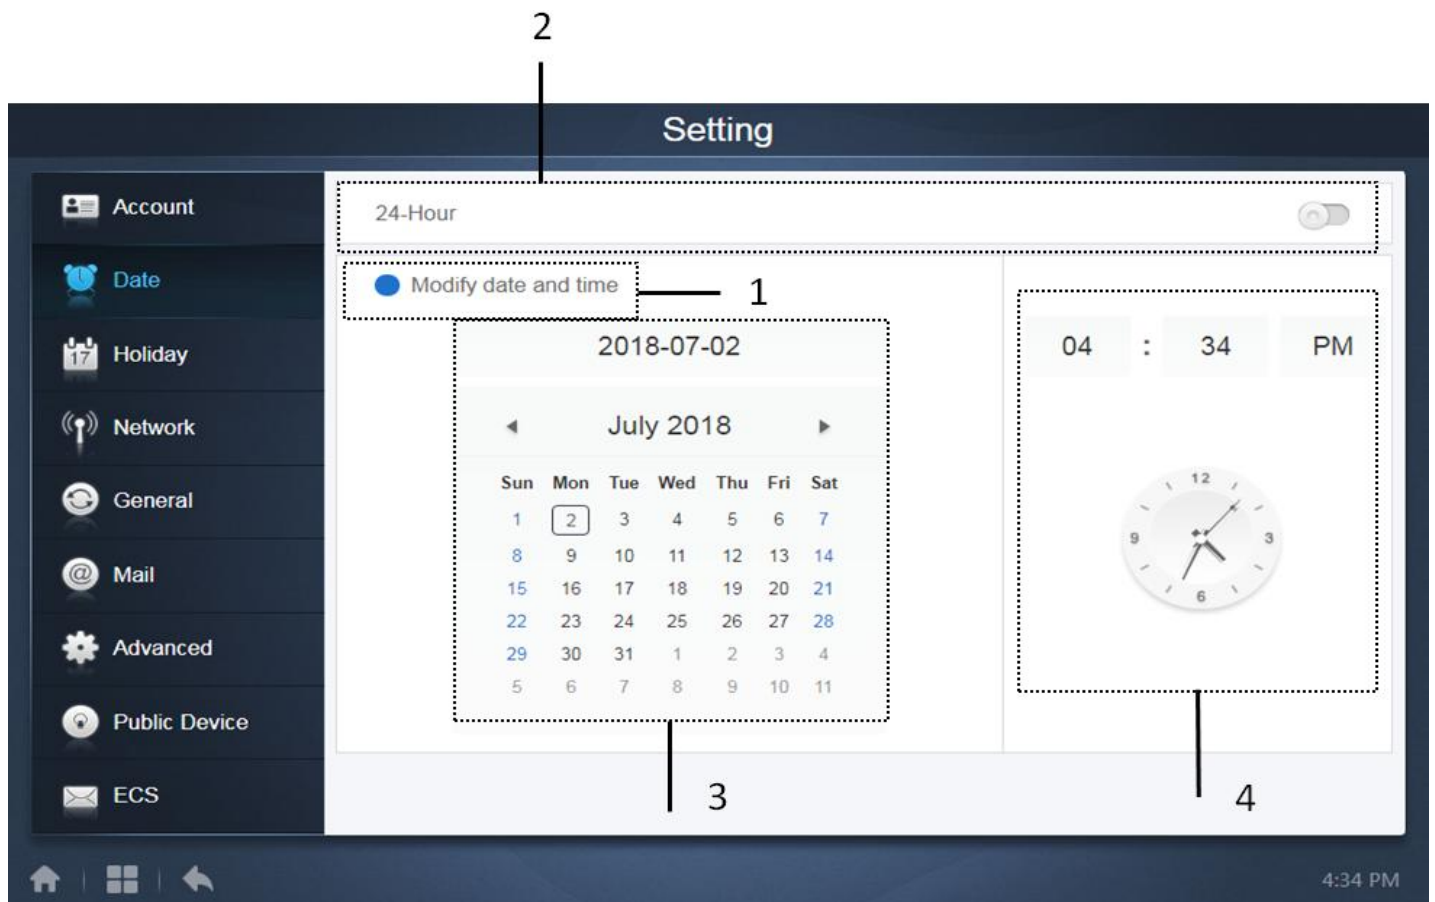 2
Setting
Account
Date
17 Holiday
Network
General
@ Mail
Advanced
Public Device
ECS
24-Hour
Modify date and time
1
2018-07-02
July 2018
Sun Mon Tue Wed Thu Fri Sat
1 2 3 4 5 6 7
8 9 10 11 12 13 14
15 16 17 18 19 20 21
22 23 24 25 26 27 28
29 30 31 1 2 3 4
5 6 7 8 9 10 11
3
04 : 34 PM
12
9 3
6
4
4:34 PM